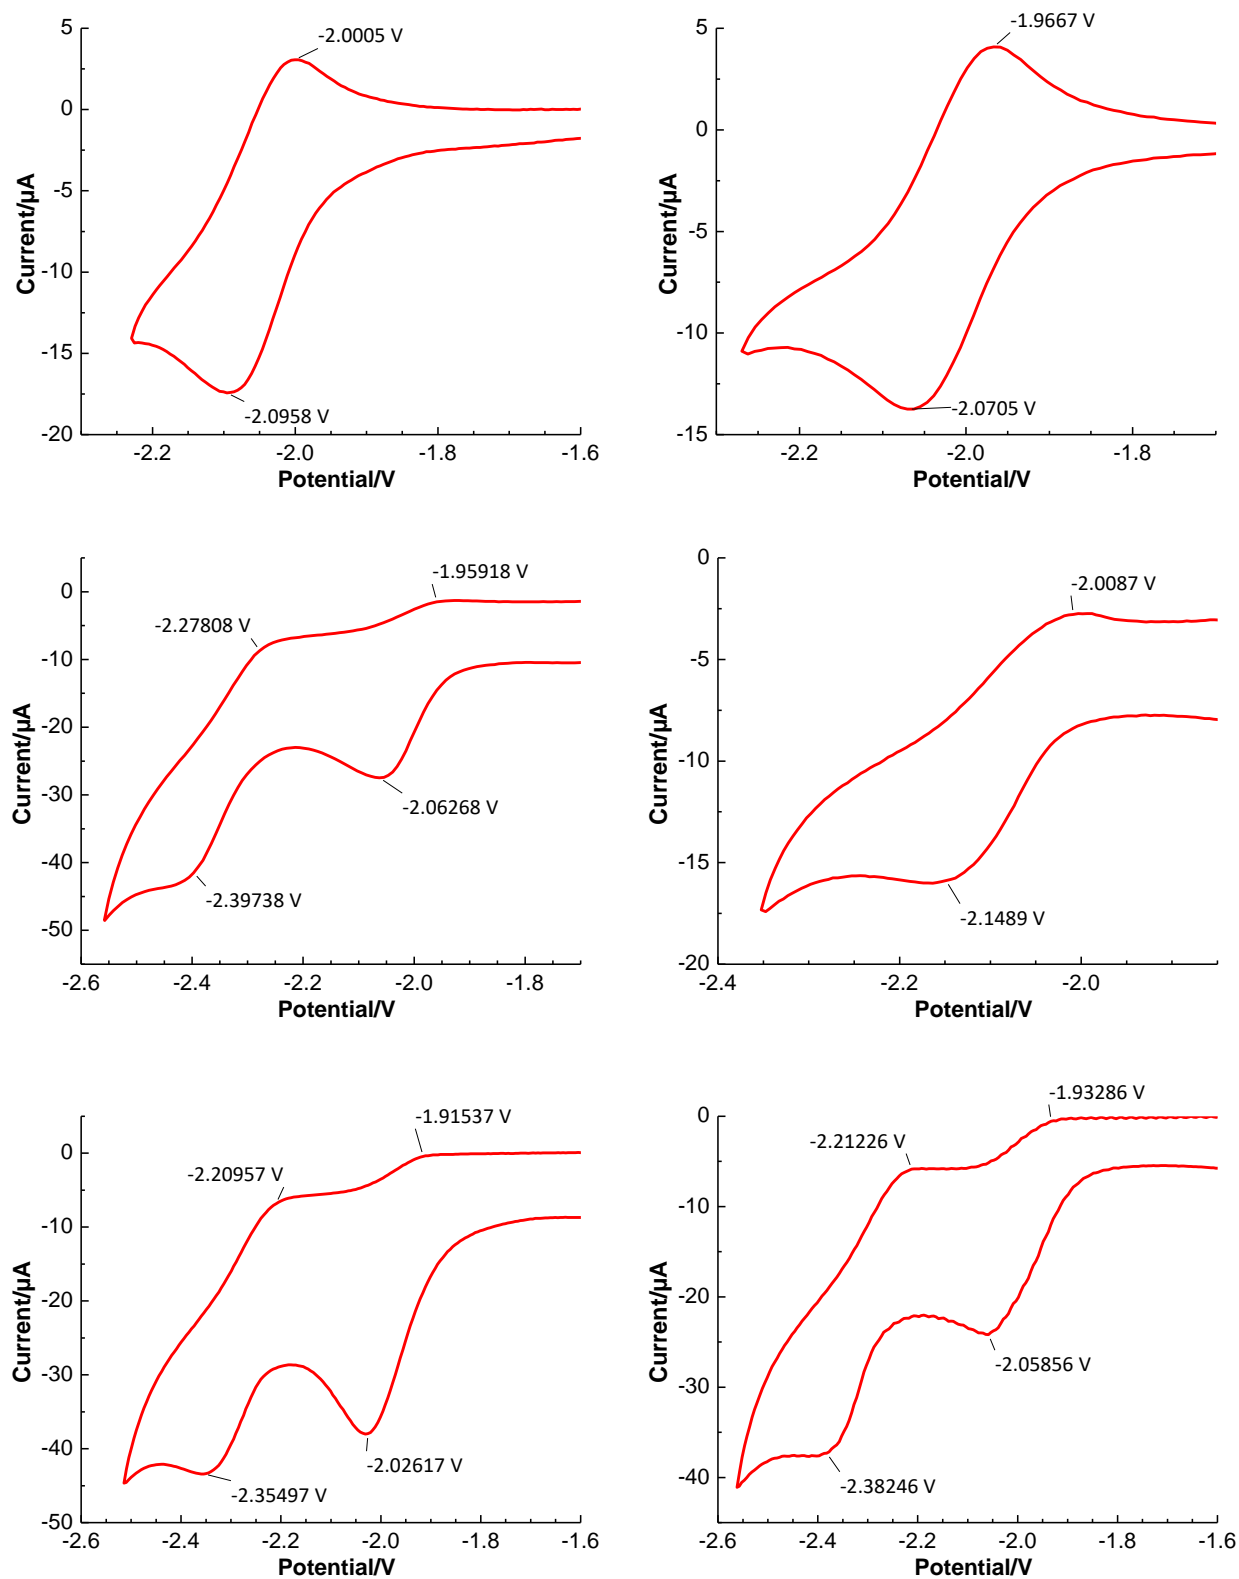 5
0
-5
-10
-15
-20
-2.2
-2.0
-1.8
-1.6
Current/µA
Potential/V
-2.0005 V
-2.0958 V
5
0
-5
-10
-15
-2.2
-2.0
-1.8
Current/µA
Potential/V
-1.9667 V
-2.0705 V
0
-10
-20
-30
-40
-50
-2.6
-2.4
-2.2
-2.0
-1.8
Current/µA
Potential/V
-1.95918 V
-2.27808 V
-2.06268 V
-2.39738 V
0
-5
-10
-15
-20
-2.4
-2.2
-2.0
Current/µA
Potential/V
-2.0087 V
-2.1489 V
0
-10
-20
-30
-40
-50
-2.6
-2.4
-2.2
-2.0
-1.8
-1.6
Current/µA
Potential/V
-1.91537 V
-2.20957 V
-2.02617 V
-2.35497 V
0
-10
-20
-30
-40
-2.6
-2.4
-2.2
-2.0
-1.8
-1.6
Current/µA
Potential/V
-1.93286 V
-2.21226 V
-2.05856 V
-2.38246 V